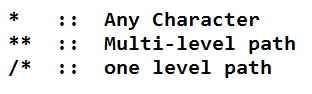 *   ::  Any Character
**  ::  Multi-level path
/*  ::  one level path